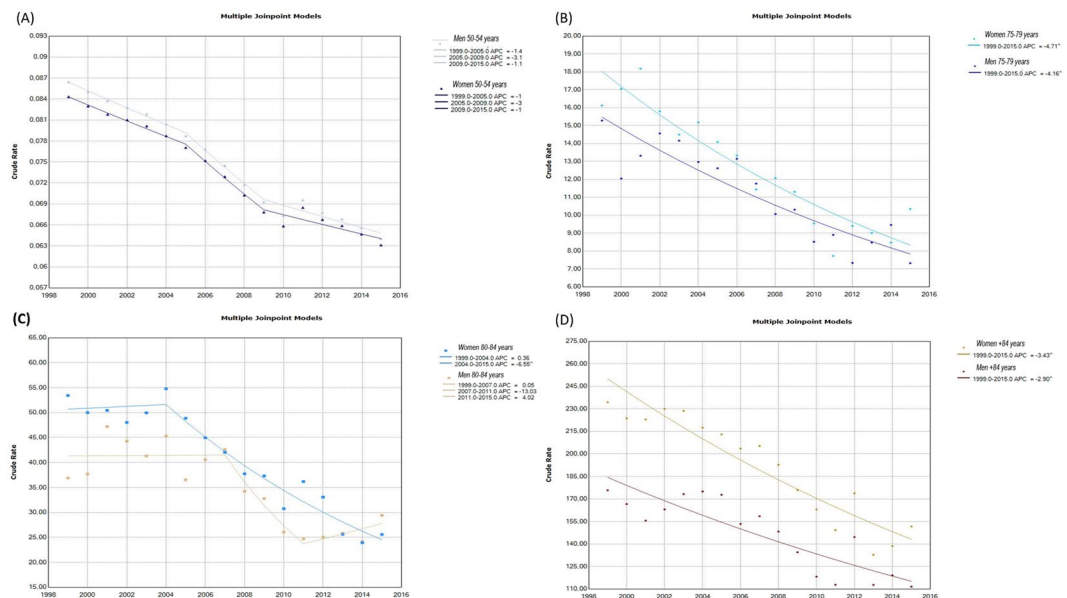 (A)
Multiple Joinpoint Models
Men 50-54 years
1999.0-2005.0 APC = -1.4
2005.0-2009.0 APC = -3.1
2009.0-2015.0 APC = -1.1
Women 50-54 years
1999.0-2005.0 APC = -1
2005.0-2009.0 APC = -3
2009.0-2015.0 APC = -1
Crude Rate
0.093
0.09
0.087
0.084
0.081
0.078
0.075
0.072
0.069
0.066
0.063
0.06
0.057
1998 2000 2002 2004 2006 2008 2010 2012 2014 2016
(B)
Multiple Joinpoint Models
Women 75-79 years
1999.0-2015.0 APC = -4.71^
Men 75-79 years
1999.0-2015.0 APC = -4.16^
Crude Rate
20.00
19.00
18.00
17.00
16.00
15.00
14.00
13.00
12.00
11.00
10.00
9.00
8.00
7.00
6.00
1998 2000 2002 2004 2006 2008 2010 2012 2014 2016
(C)
Multiple Joinpoint Models
Women 80-84 years
1999.0-2004.0 APC = 0.36
2004.0-2015.0 APC = -6.55^
Men 80-84 years
1999.0-2007.0 APC = 0.05
2007.0-2011.0 APC = -13.03
2011.0-2015.0 APC = 4.02
Crude Rate
65.00
60.00
55.00
50.00
45.00
40.00
35.00
30.00
25.00
20.00
15.00
1998 2000 2002 2004 2006 2008 2010 2012 2014 2016
(D)
Multiple Joinpoint Models
Women +84 years
1999.0-2015.0 APC = -3.43^
Men +84 years
1999.0-2015.0 APC = -2.90^
Crude Rate
275.00
260.00
245.00
230.00
215.00
200.00
185.00
170.00
155.00
140.00
125.00
110.00
1998 2000 2002 2004 2006 2008 2010 2012 2014 2016